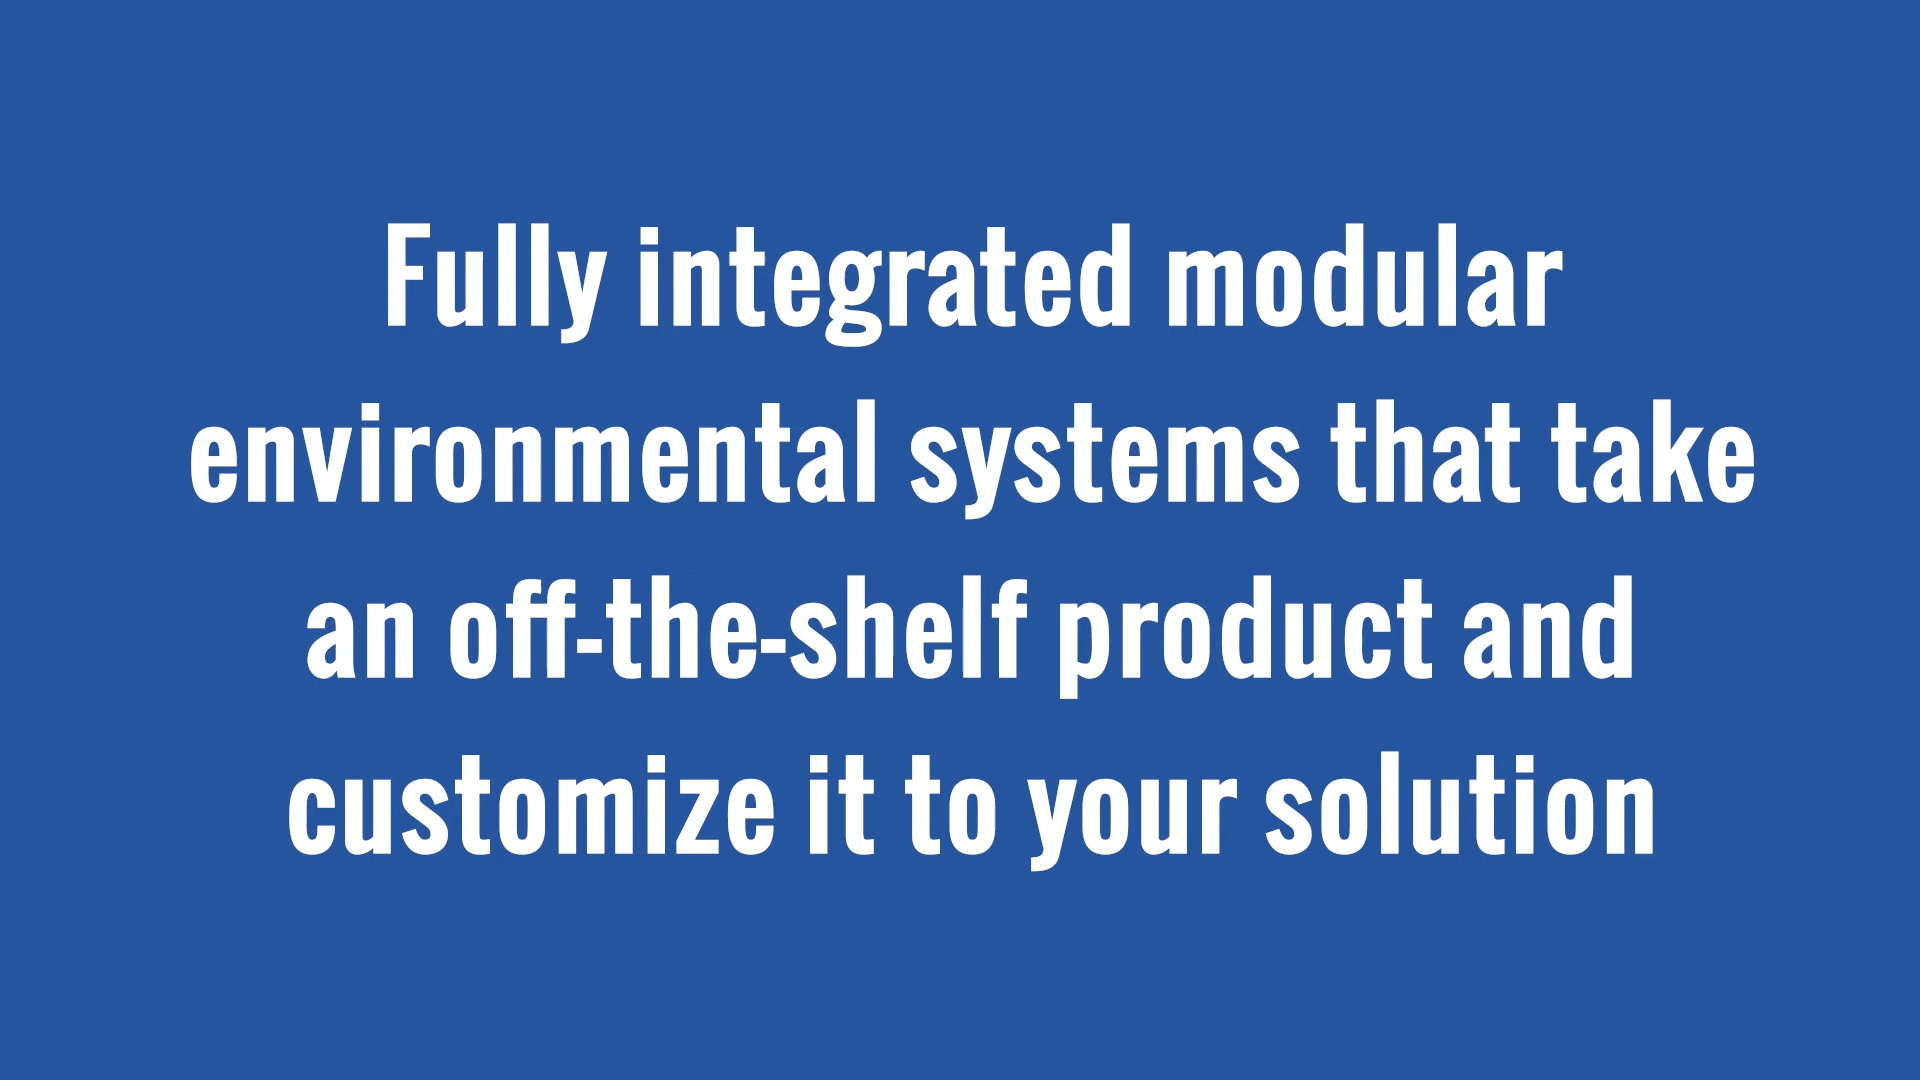 Fully integrated modular
environmental systems that take
an off-the-shelf product and
customize it to your solution